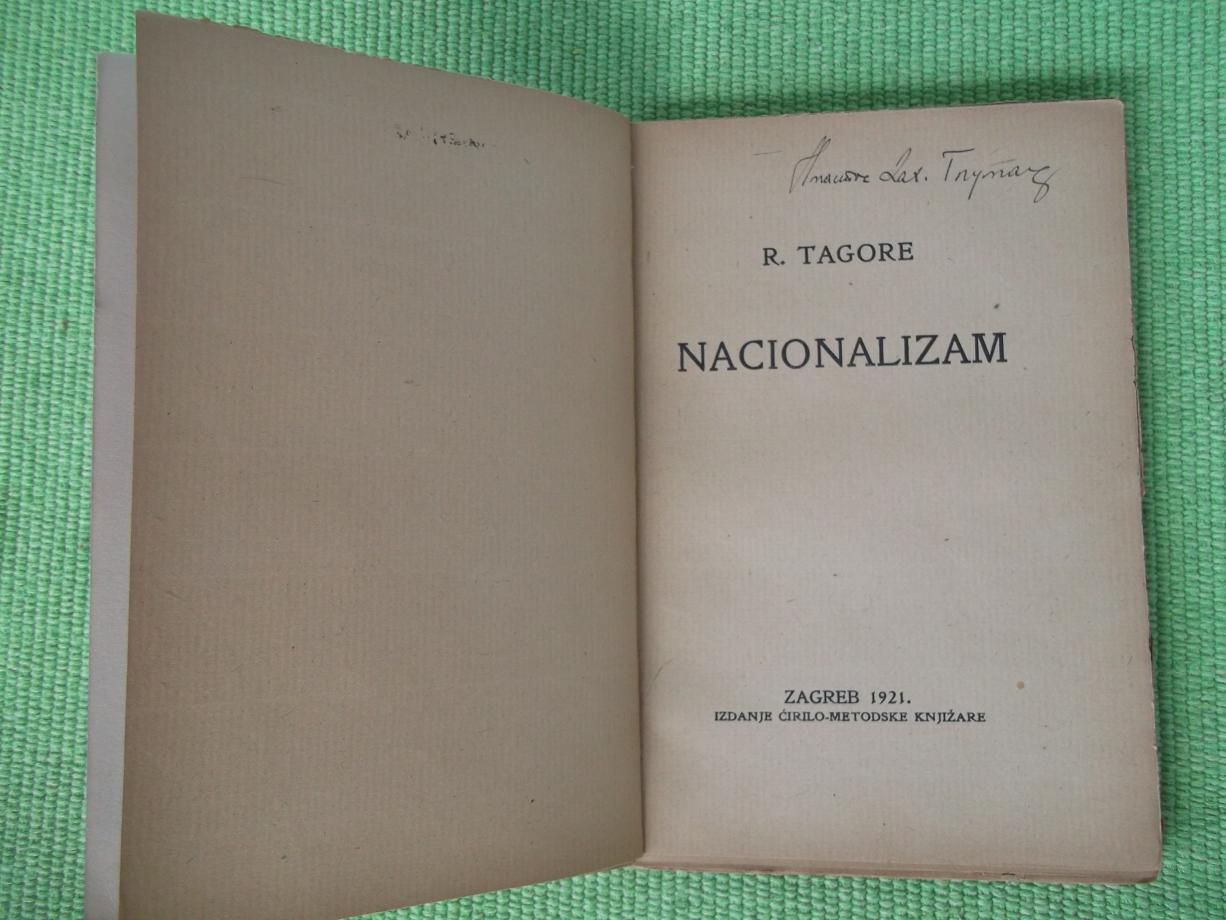 R. TAGORE
NACIONALIZAM
ZAGREB 1921.
IZDANJE ĆIRILO-METODSKE KNJIŽARE